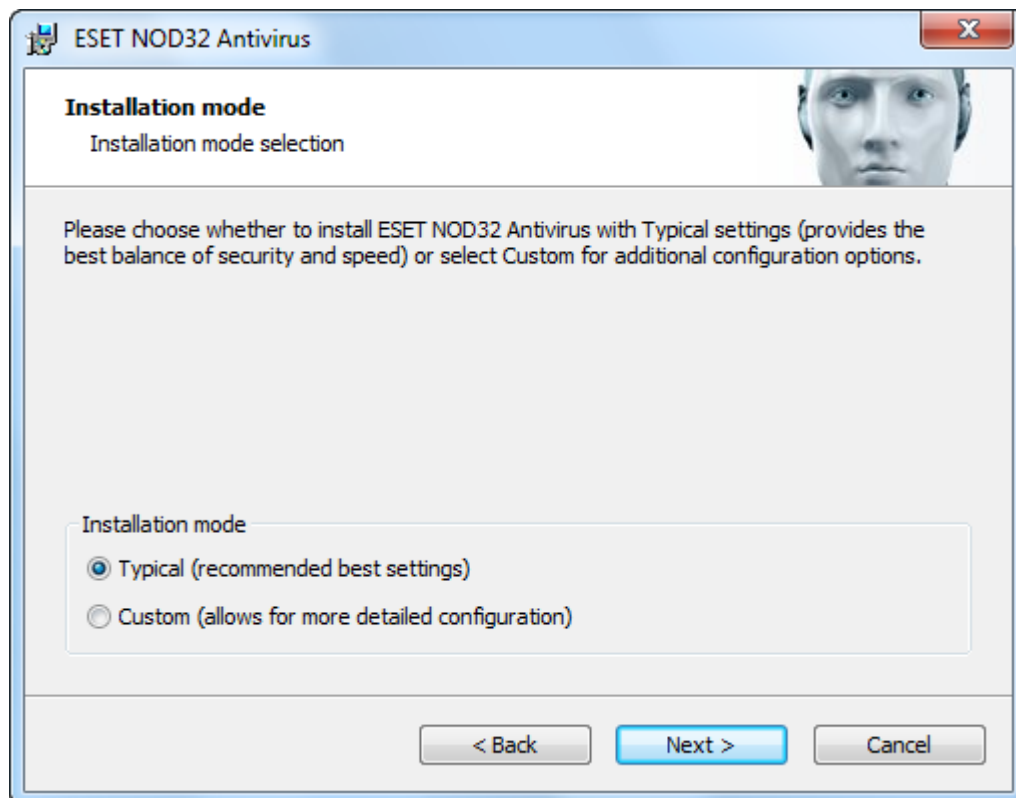 ESET NOD32 Antivirus
Installation mode
Installation mode selection
Please choose whether to install ESET NOD32 Antivirus with Typical settings (provides the
best balance of security and speed) or select Custom for additional configuration options.
Installation mode
Typical (recommended best settings)
Custom (allows for more detailed configuration)
< Back Next > Cancel